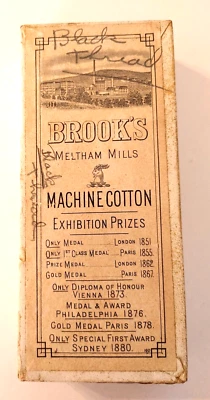 Black
Thread
BROOK'S
MELTHAM MILLS
Black
Thread
MACHINE COTTON
EXHIBITION PRIZES
ONLY MEDAL LONDON 1851.
ONLY 1ST CLASS MEDAL PARIS 1855.
PRIZE MEDAL LONDON 1862.
GOLD MEDAL PARIS 1867.
ONLY DIPLOMA OF HONOUR
VIENNA 1873.
MEDAL & AWARD
PHILADELPHIA 1876.
GOLD MEDAL PARIS 1878.
ONLY SPECIAL FIRST AWARD
SYDNEY 1880.